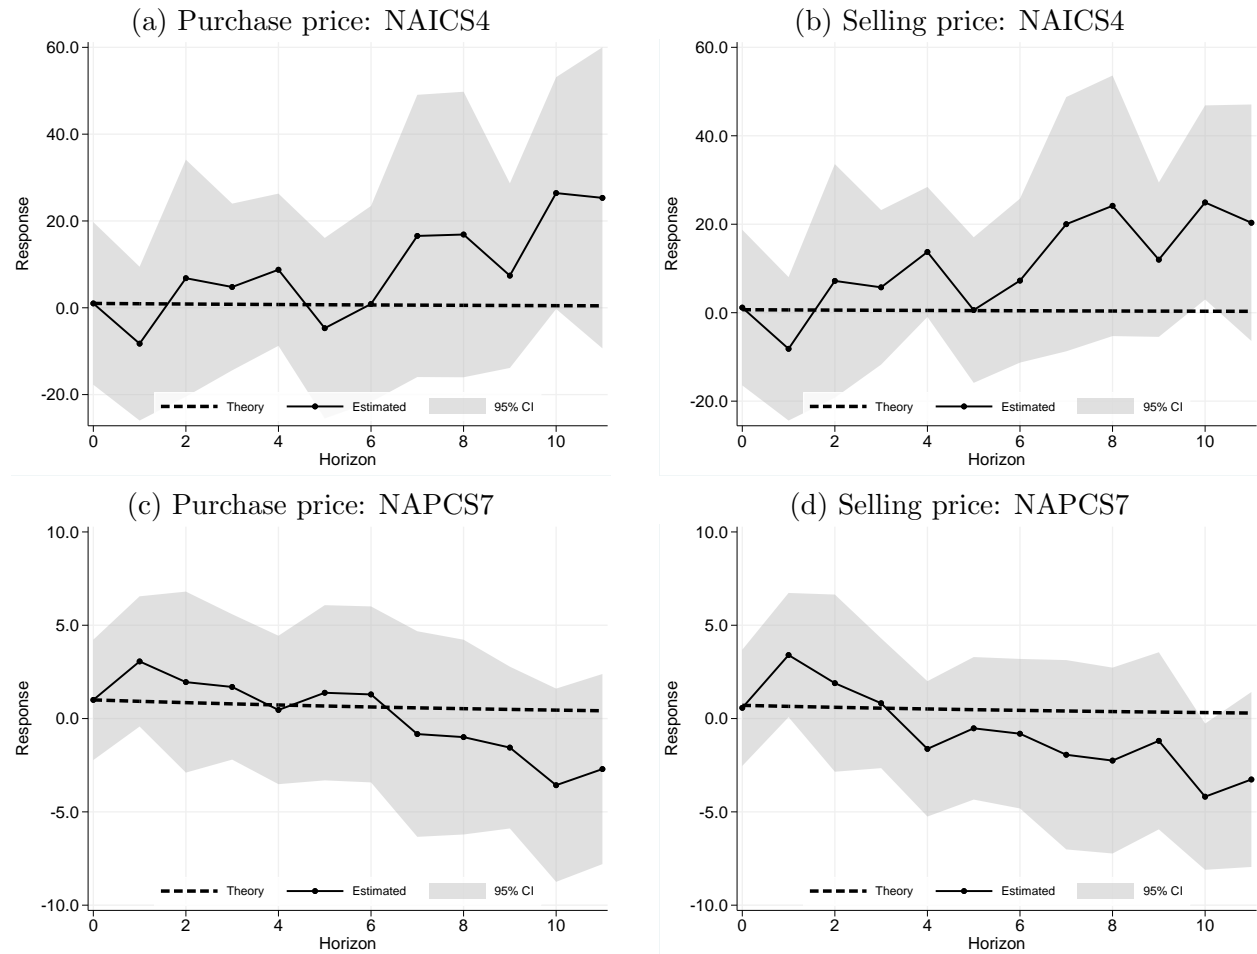 (a) Purchase price: NAICS4
60.0
40.0
20.0
0.0
-20.0
Response
Theory Estimated 95% CI
0 2 4 6 8 10
Horizon
(b) Selling price: NAICS4
60.0
40.0
20.0
0.0
-20.0
Response
Theory Estimated 95% CI
0 2 4 6 8 10
Horizon
(c) Purchase price: NAPCS7
10.0
5.0
0.0
-5.0
-10.0
Response
Theory Estimated 95% CI
0 2 4 6 8 10
Horizon
(d) Selling price: NAPCS7
10.0
5.0
0.0
-5.0
-10.0
Response
Theory Estimated 95% CI
0 2 4 6 8 10
Horizon